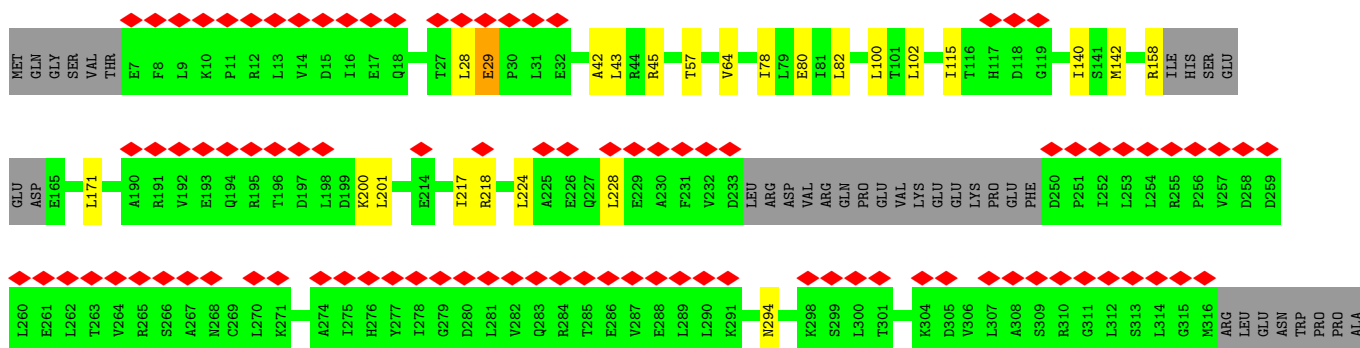 MET GLN GLY SER VAL THR E7 F8 L9 K10 P11 R12 L13 V14 D15 I16 E17 Q18 T27 L28 E29 P30 L31 E32 A42 L43 R44 R45 T57 V64 I78 L79 E80 I81 L82 L100 T101 L102 I115 T116 H117 D118 G119 I140 S141 M142 R158 ILE HIS SER GLU
GLU ASP E165 L171 A190 R191 V192 E193 Q194 R195 T196 D197 L198 D199 K200 L201 E214 I217 R218 L224 A225 E226 Q227 L228 E229 A230 F231 V232 D233 LEU ARG ASP VAL ARG GLN PRO GLU VAL LYS GLU GLU LYS PRO GLU PHE D250 P251 I252 L253 L254 R255 P256 V257 D258 D259
L260 E261 L262 T263 V264 R265 S266 A267 N268 C269 L270 K271 A274 I275 H276 Y277 I278 G279 D280 L281 V282 Q283 R284 T285 E286 V287 E288 L289 L290 K291 N294 K298 S299 L300 T301 K304 D305 V306 L307 A308 S309 R310 G311 L312 S313 L314 G315 M316 ARG LEU GLU ASN TRP PRO PRO ALA